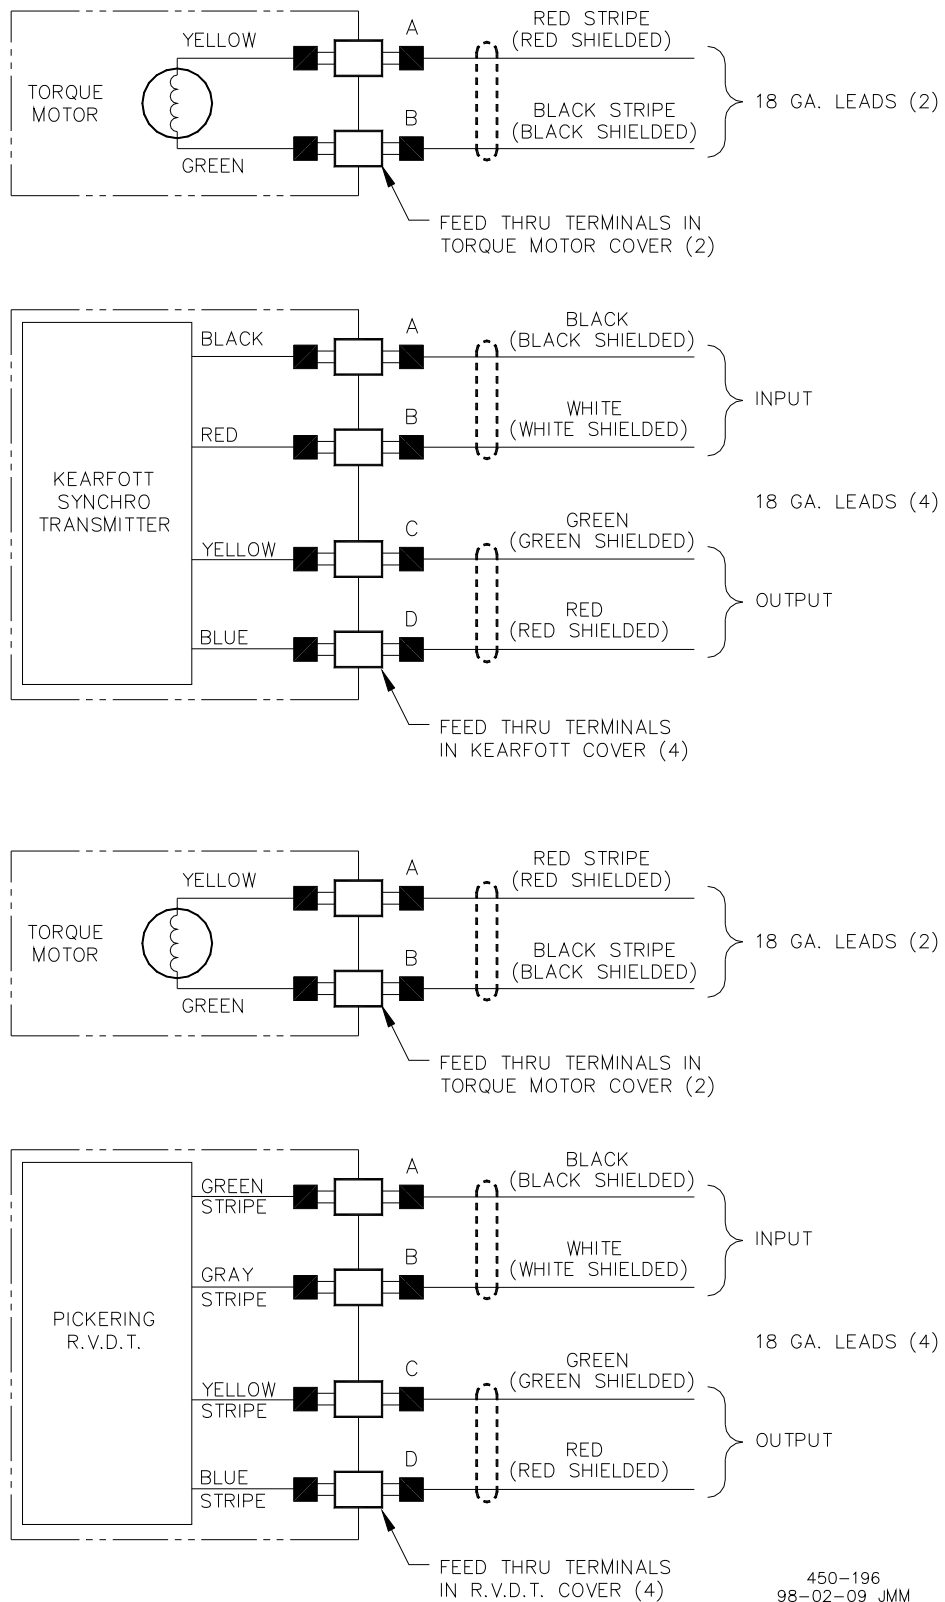 YELLOW
A
RED STRIPE
(RED SHIELDED)
TORQUE
MOTOR
18 GA. LEADS (2)
B
BLACK STRIPE
(BLACK SHIELDED)
GREEN
FEED THRU TERMINALS IN
TORQUE MOTOR COVER (2)
BLACK
A
BLACK
(BLACK SHIELDED)
INPUT
RED
B
WHITE
(WHITE SHIELDED)
KEARFOTT
SYNCHRO
TRANSMITTER
18 GA. LEADS (4)
YELLOW
C
GREEN
(GREEN SHIELDED)
OUTPUT
BLUE
D
RED
(RED SHIELDED)
FEED THRU TERMINALS
IN KEARFOTT COVER (4)
YELLOW
A
RED STRIPE
(RED SHIELDED)
TORQUE
MOTOR
18 GA. LEADS (2)
B
BLACK STRIPE
(BLACK SHIELDED)
GREEN
FEED THRU TERMINALS IN
TORQUE MOTOR COVER (2)
GREEN
STRIPE
A
BLACK
(BLACK SHIELDED)
INPUT
GRAY
STRIPE
B
WHITE
(WHITE SHIELDED)
PICKERING
R.V.D.T.
18 GA. LEADS (4)
YELLOW
STRIPE
C
GREEN
(GREEN SHIELDED)
OUTPUT
BLUE
STRIPE
D
RED
(RED SHIELDED)
FEED THRU TERMINALS
IN R.V.D.T. COVER (4)
450-196
98-02-09 JMM